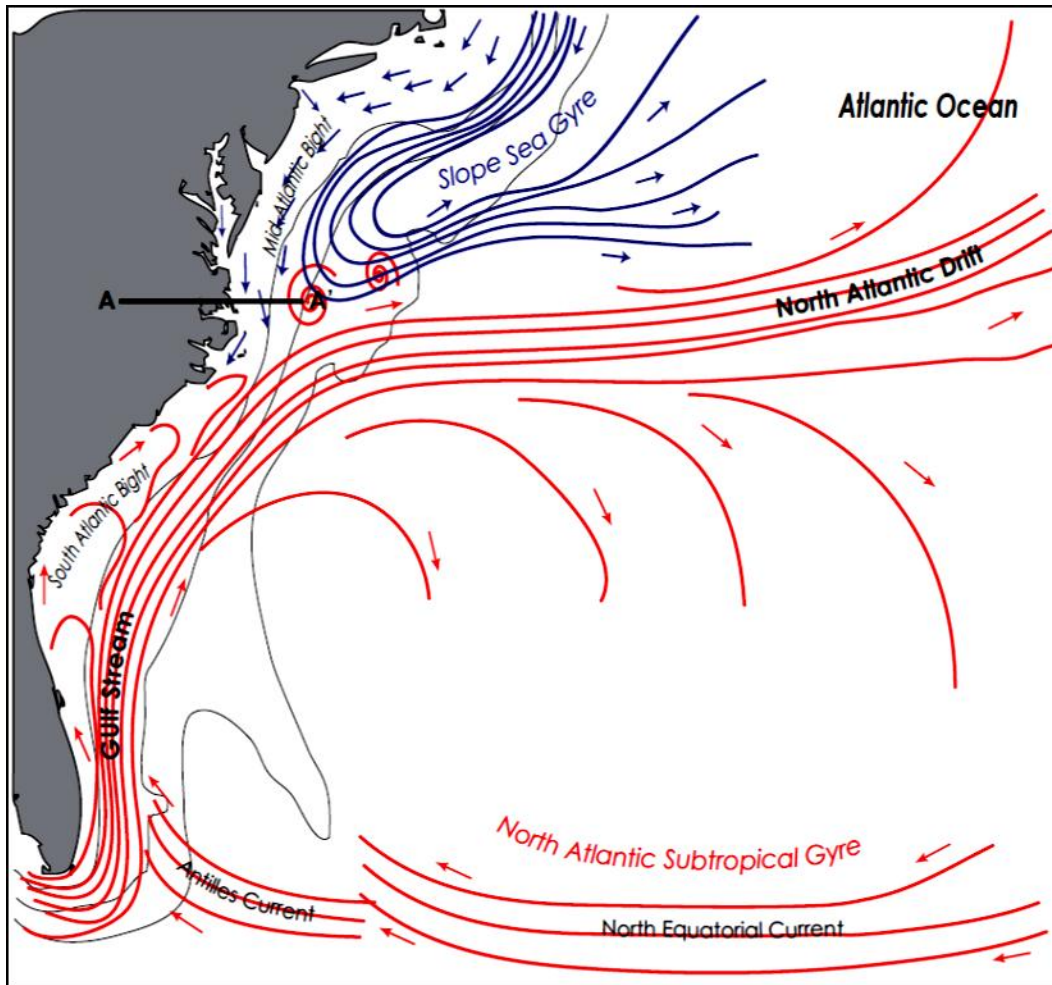 Atlantic Ocean
Slope Sea Gyre
Mid-Atlantic Bight
North Atlantic Drift
A
A'
South Atlantic Bight
Gulf Stream
North Atlantic Subtropical Gyre
Antilles Current
North Equatorial Current